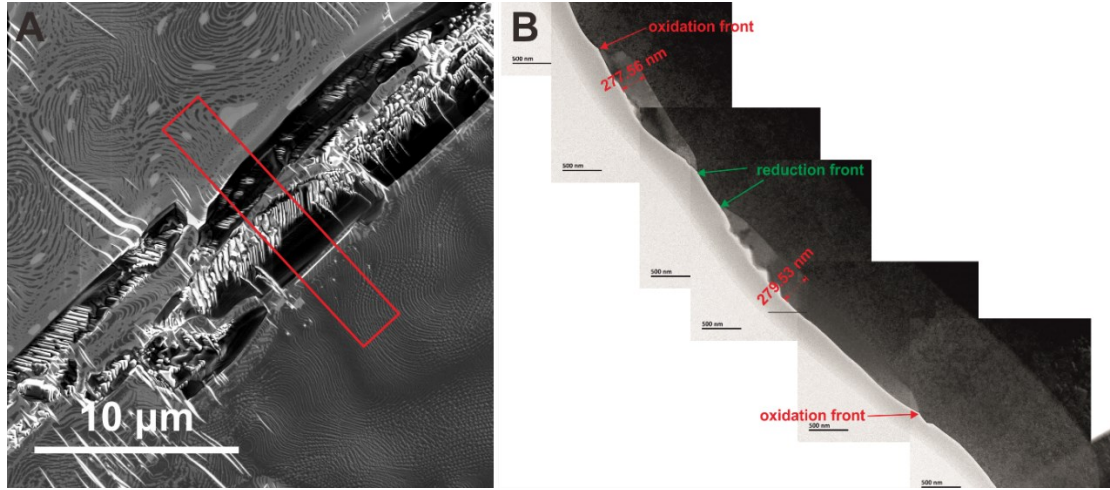 A
10 µm
B
oxidation front
500 nm
277.56 nm
500 nm
reduction front
500 nm
279.53 nm
500 nm
oxidation front
500 nm
500 nm